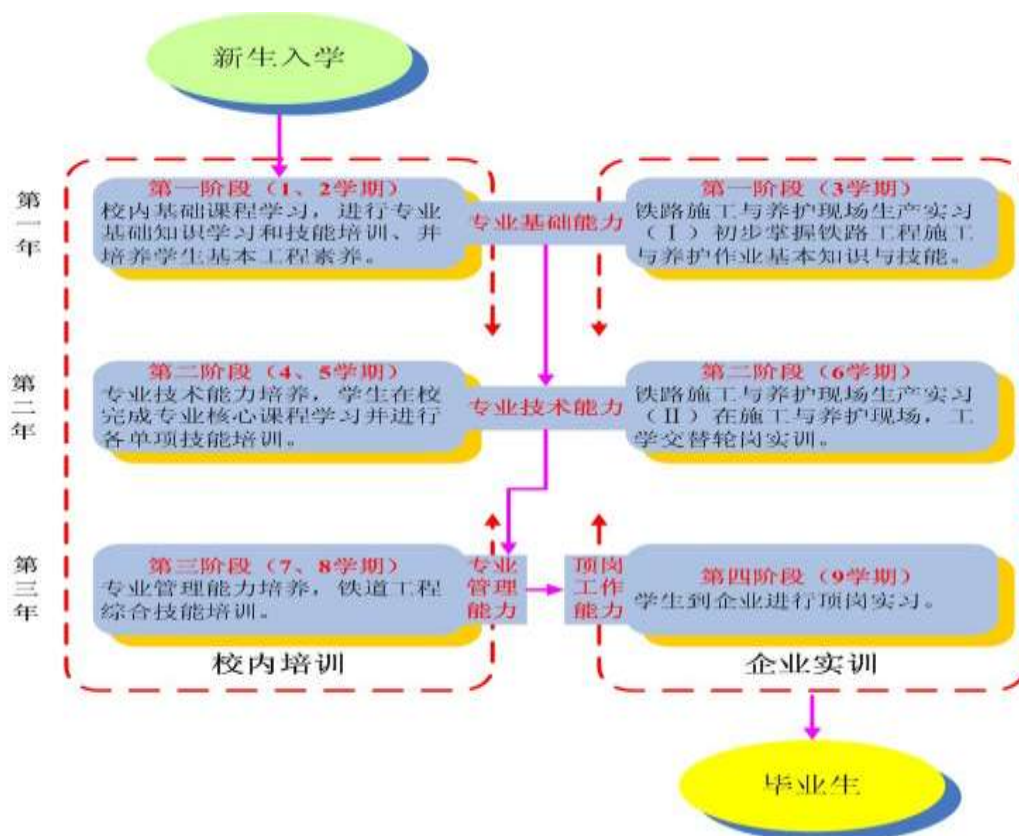 新生入学
第一年
第一阶段（1、2学期）
校内基础课程学习，进行专业
基础知识学习和技能培训、并
培养学生基本工程素养。
专业基础能力
第一阶段（3学期）
铁路施工与养护现场生产实习
（Ⅰ）初步掌握铁路工程施工
与养护作业基本知识与技能。
第二年
第二阶段（4、5学期）
专业技术能力培养，学生在校
完成专业核心课程学习并进行
各单项技能培训。
专业技术能力
第二阶段（6学期）
铁路施工与养护现场生产实习
（II）在施工与养护现场，工
学交替轮岗实训。
第三年
第三阶段（7、8学期）
专业管理能力培养，铁道工程
综合技能培训。
专业
管理
能力
顶岗
工作
能力
第四阶段（9学期）
学生到企业进行顶岗实习。
校内培训
企业实训
毕业生